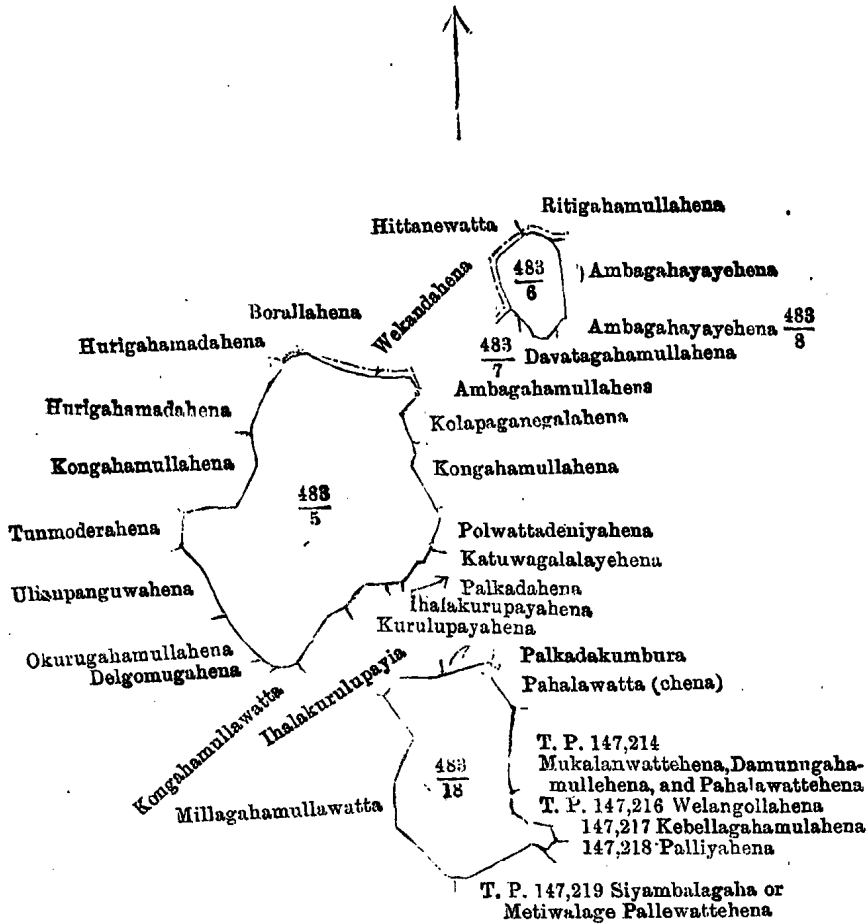 Ritigahamullahena
Hittanewatta
483
6
Ambagahayayehena
Wekandahena
Borallahena
Ambagahayayehena 483
8
Hurigahamadahena
483
7 Davatagahamullahena
Ambagahamullahena
Hurigahamadahena
Kolapaganegalahena
Kongahamullahena
Kongahamullahena
483
5
Tunmoderahena
Polwattadeniyahena
Katuwagalalayehena
Ulisupanguwahena
Palkadahena
Ihalakurupayahena
Kurulupayahena
Okurugahamullahena
Delgomugahena
Palkadakumbura
Pahalawatta (chena)
Kongahamullawatta
Ihalakurulupayia
T. P. 147,214
Mukalanwattehena, Damunugaha-
mullehena, and Pahalawattehena
483
18
Millagahamullawatta
T. P. 147,216 Welangollahena
147,217 Kebellagahamulahena
147,218 Palliyahena
T. P. 147,219 Siyambalagaha or
Metiwalage Pallewattehena